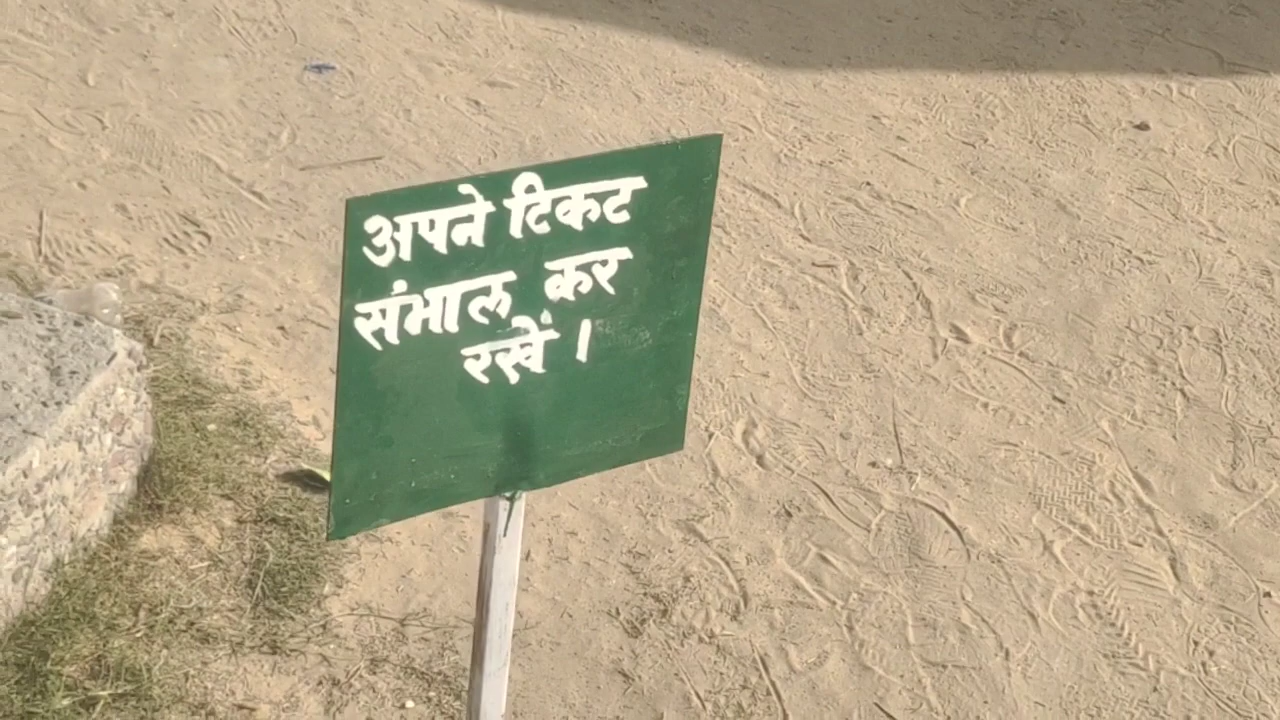 अपने टिकट
संभाल कर
रखें ।